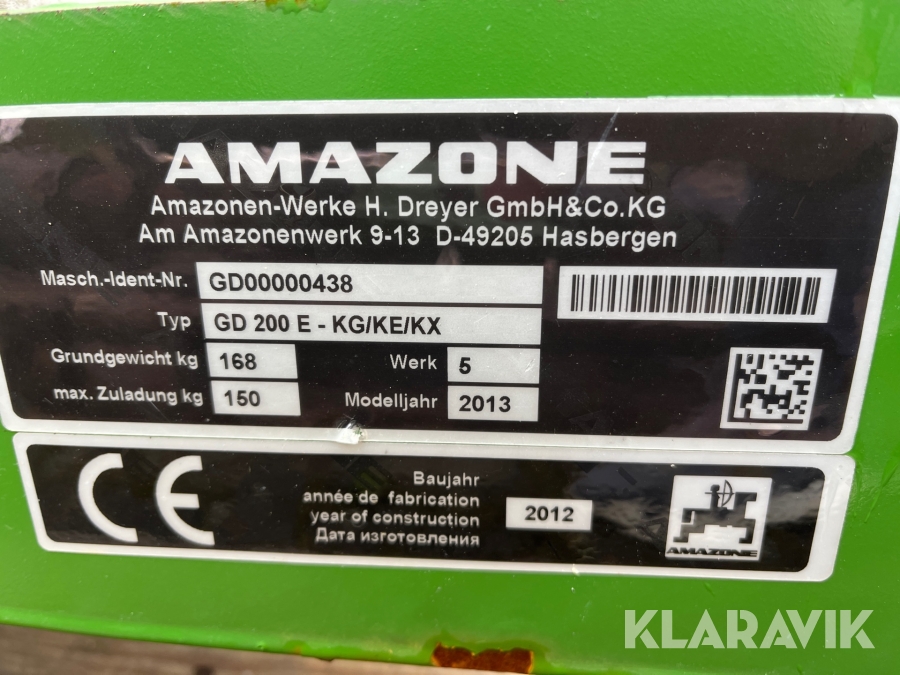 AMAZONE
Amazonen-Werke H. Dreyer GmbH&Co.KG
Am Amazonenwerk 9-13 D-49205 Hasbergen
Masch.-Ident-Nr. GD00000438
Typ GD 200 E - KG/KE/KX
Grundgewicht kg 168 Werk 5
max. Zuladung kg 150 Modelljahr 2013
CE
Baujahr
année de fabrication
year of construction 2012
Дата изготовления
AMAZONE
KLARAVIK